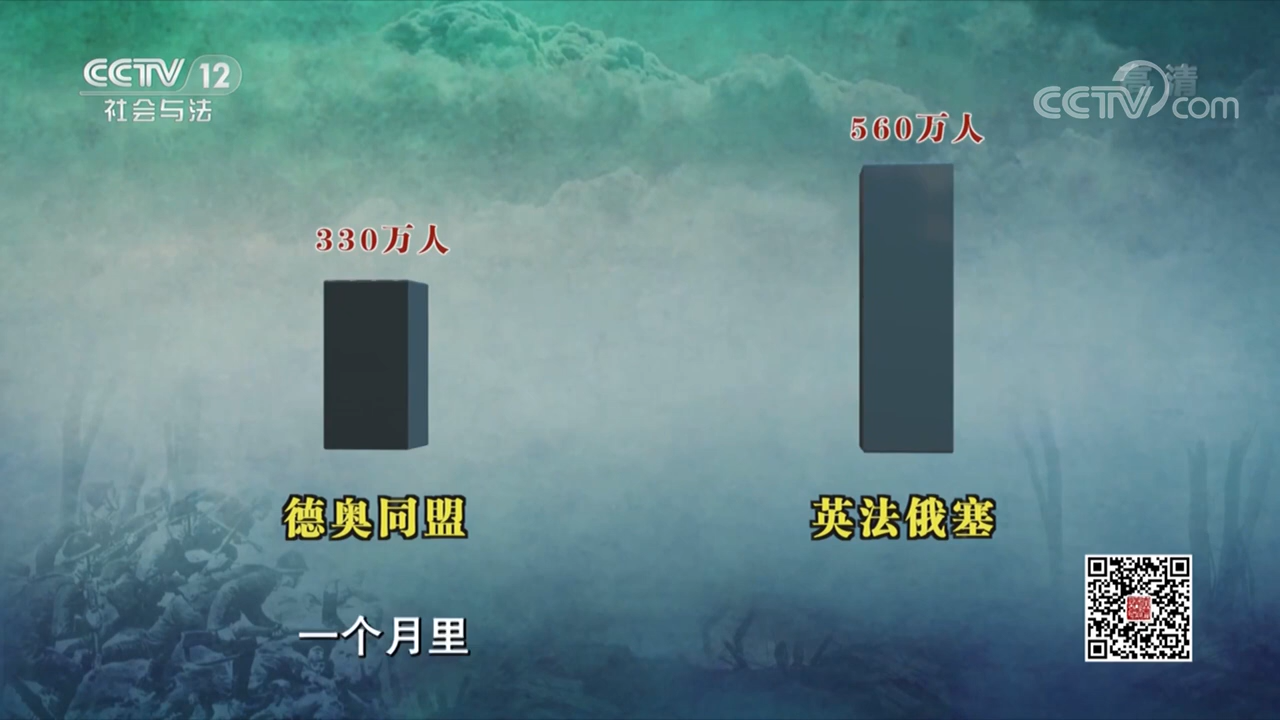 CCTV 12
社会与法
高清
CCTV.com
560万人
330万人
德奥同盟
英法俄塞
一个月里